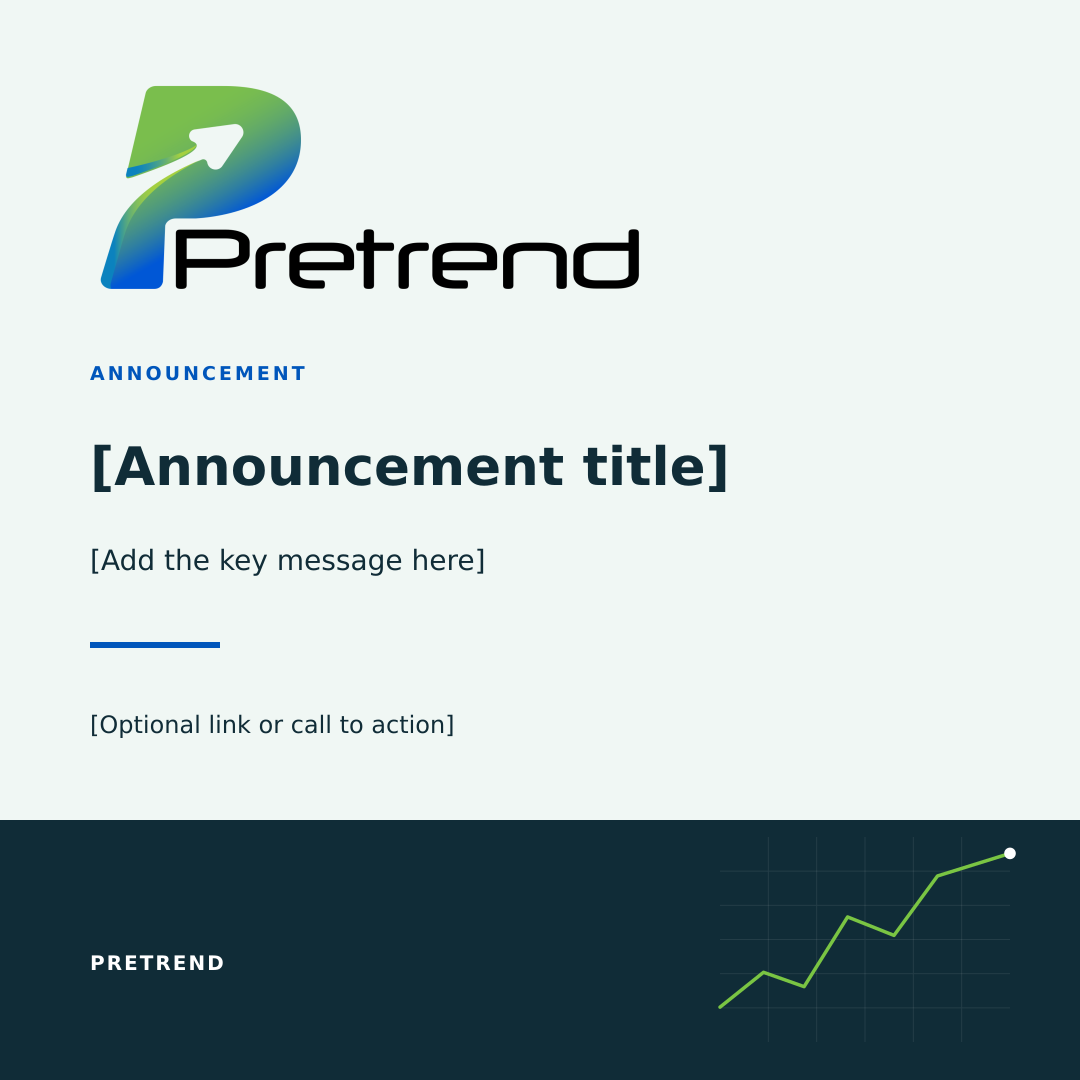 Pretrend
ANNOUNCEMENT
[Announcement title]
[Add the key message here]
[Optional link or call to action]
PRETREND